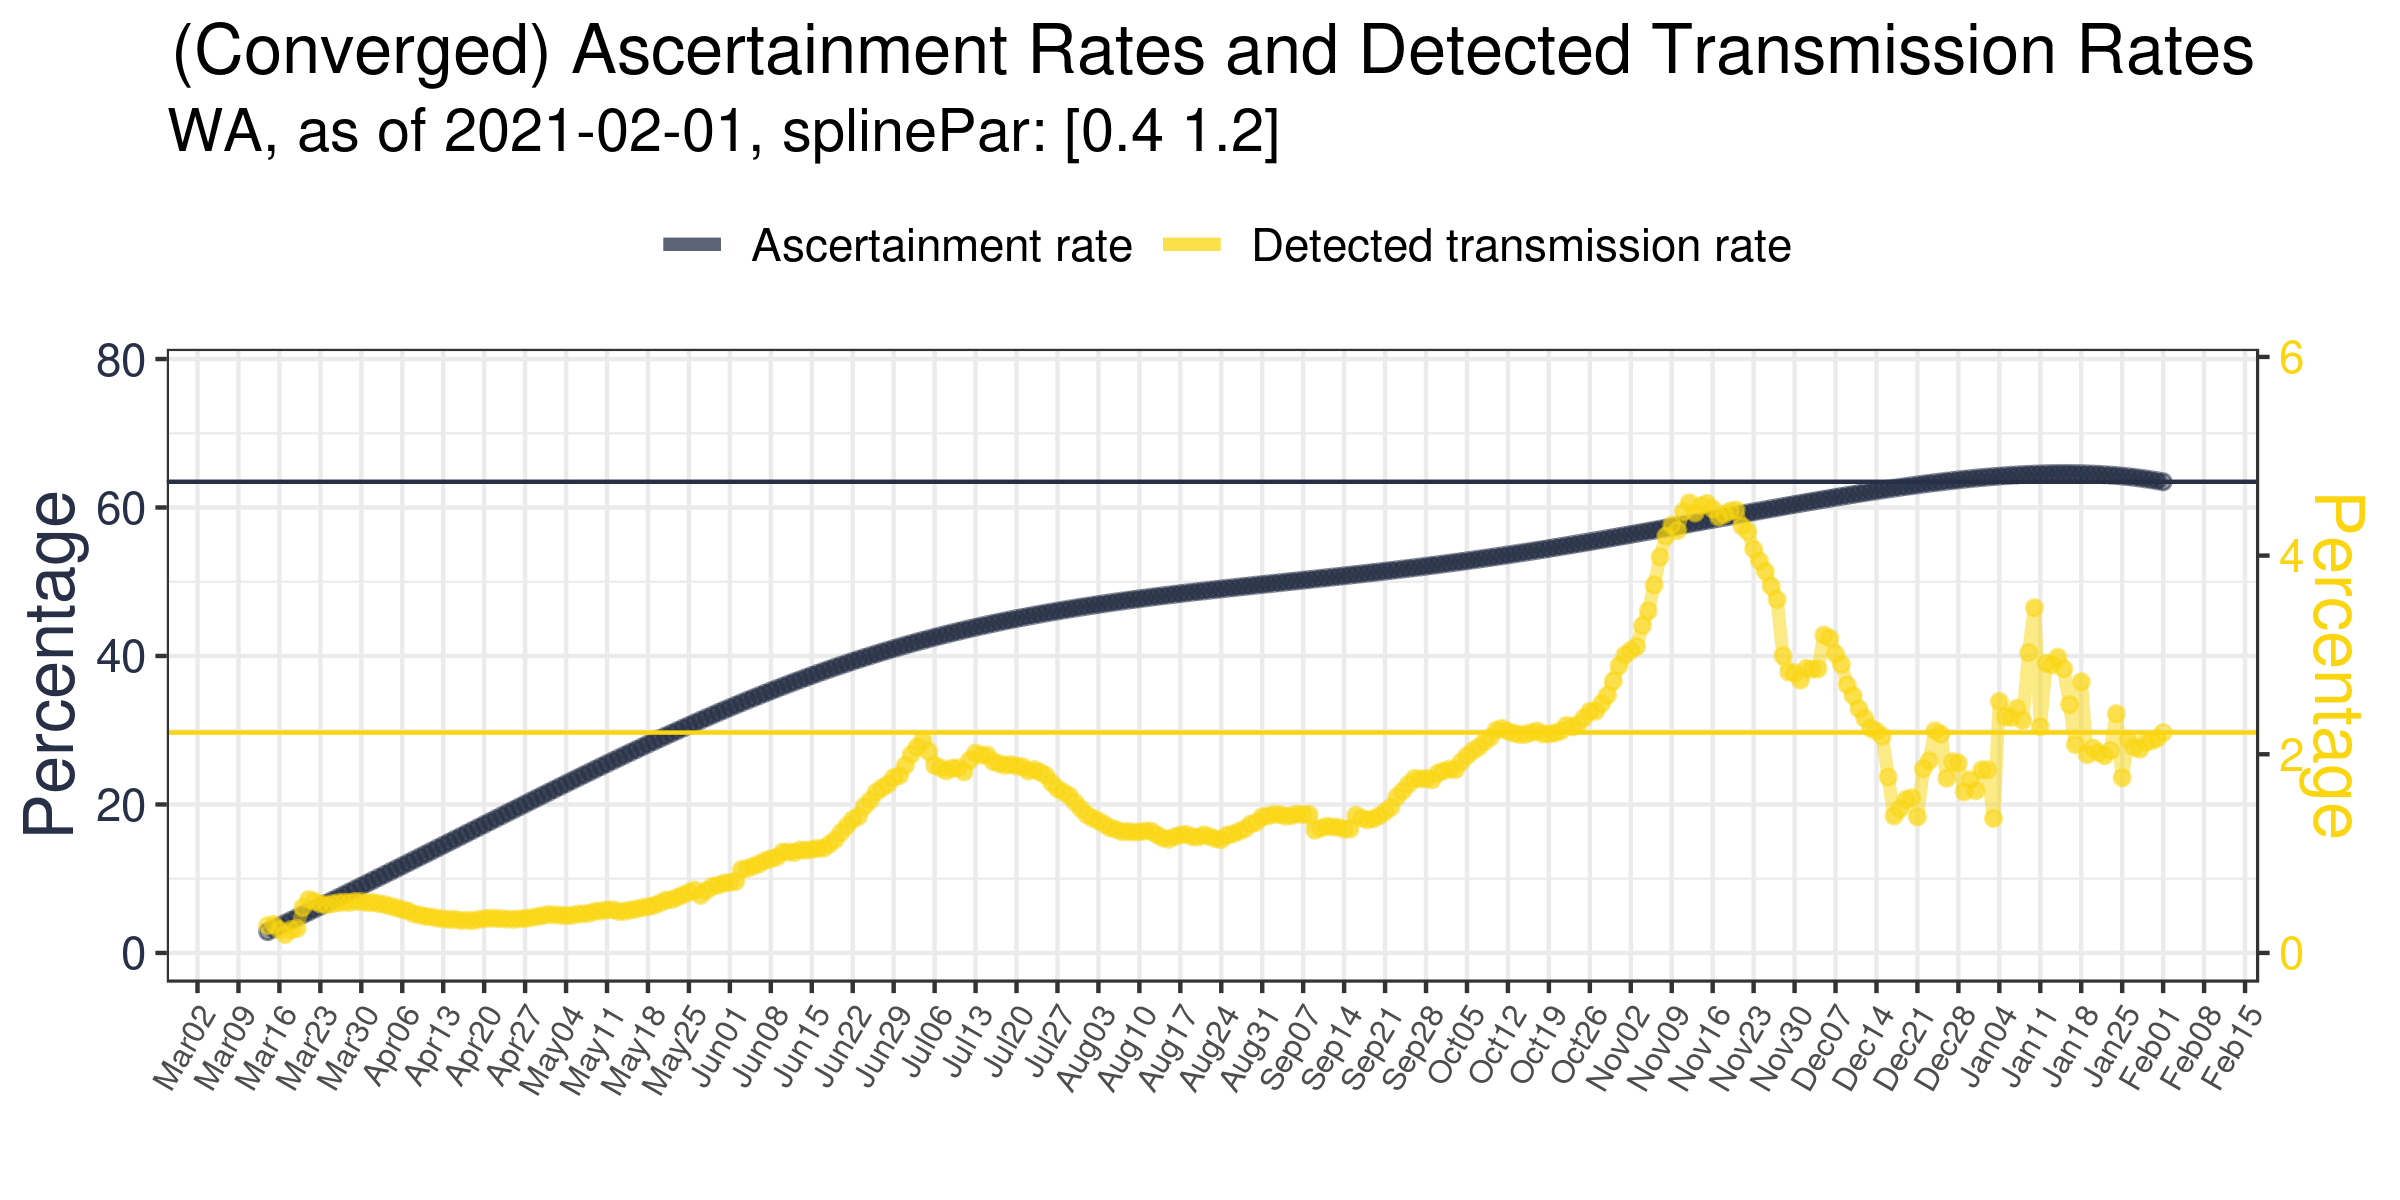 (Converged) Ascertainment Rates and Detected Transmission Rates
WA, as of 2021-02-01, splinePar: [0.4 1.2]
Ascertainment rate Detected transmission rate
Percentage
80
60
40
20
0
6
4
2
0
Percentage
Mar02 Mar09 Mar16 Mar23 Mar30 Apr06 Apr13 Apr20 Apr27 May04 May11 May18 May25 Jun01 Jun08 Jun15 Jun22 Jun29 Jul06 Jul13 Jul20 Jul27 Aug03 Aug10 Aug17 Aug24 Aug31 Sep07 Sep14 Sep21 Sep28 Oct05 Oct12 Oct19 Oct26 Nov02 Nov09 Nov16 Nov23 Nov30 Dec07 Dec14 Dec21 Dec28 Jan04 Jan11 Jan18 Jan25 Feb01 Feb08 Feb15